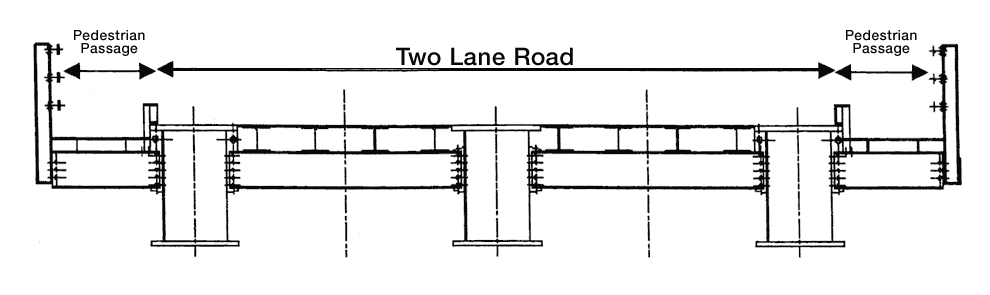 Pedestrian
Passage
Two Lane Road
Pedestrian
Passage